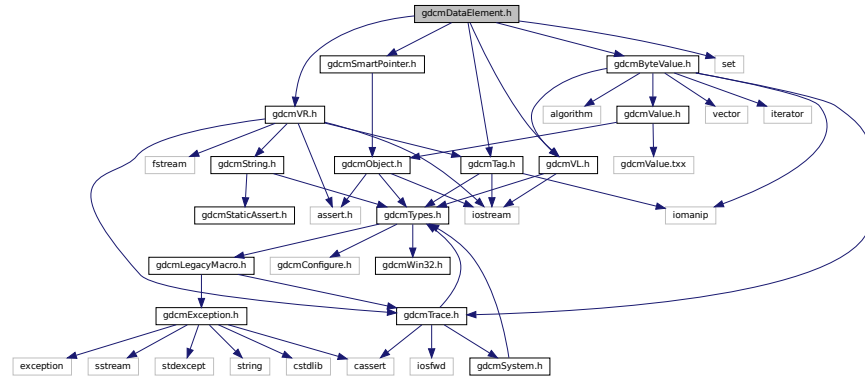 gdcmDataElement.h
gdcmSmartPointer.h
gdcmByteValue.h
set
gdcmVR.h
algorithm
gdcmValue.h
vector
iterator
fstream
gdcmString.h
gdcmObject.h
gdcmTag.h
gdcmVL.h
gdcmValue.txx
gdcmStaticAssert.h
assert.h
gdcmTypes.h
iostream
iomanip
gdcmLegacyMacro.h
gdcmConfigure.h
gdcmWin32.h
gdcmException.h
gdcmTrace.h
exception
sstream
stdexcept
string
cstdlib
cassert
iosfwd
gdcmSystem.h